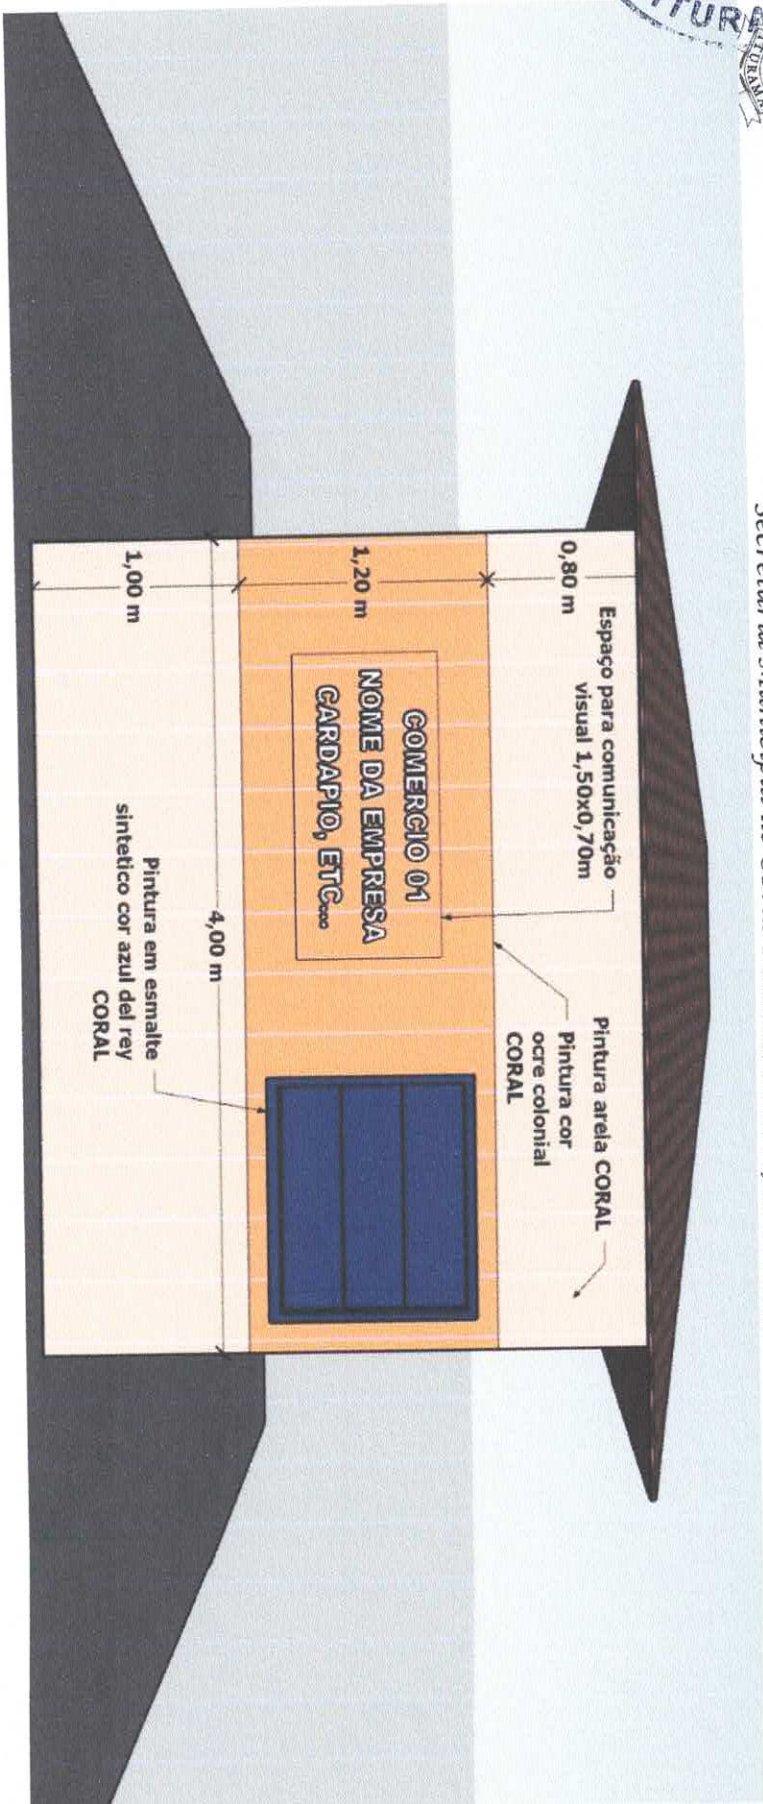 Espaço para comunicação
visual 1,50x0,70m
Pintura areia CORAL
Pintura cor
ocre colonial
CORAL
0,80 m
1,20 m
1,00 m
COMERCIO 01
NOME DA EMPRESA
CARDAPIO, ETC...
4,00 m
Pintura em esmalte
sintetico cor azul del rey
CORAL